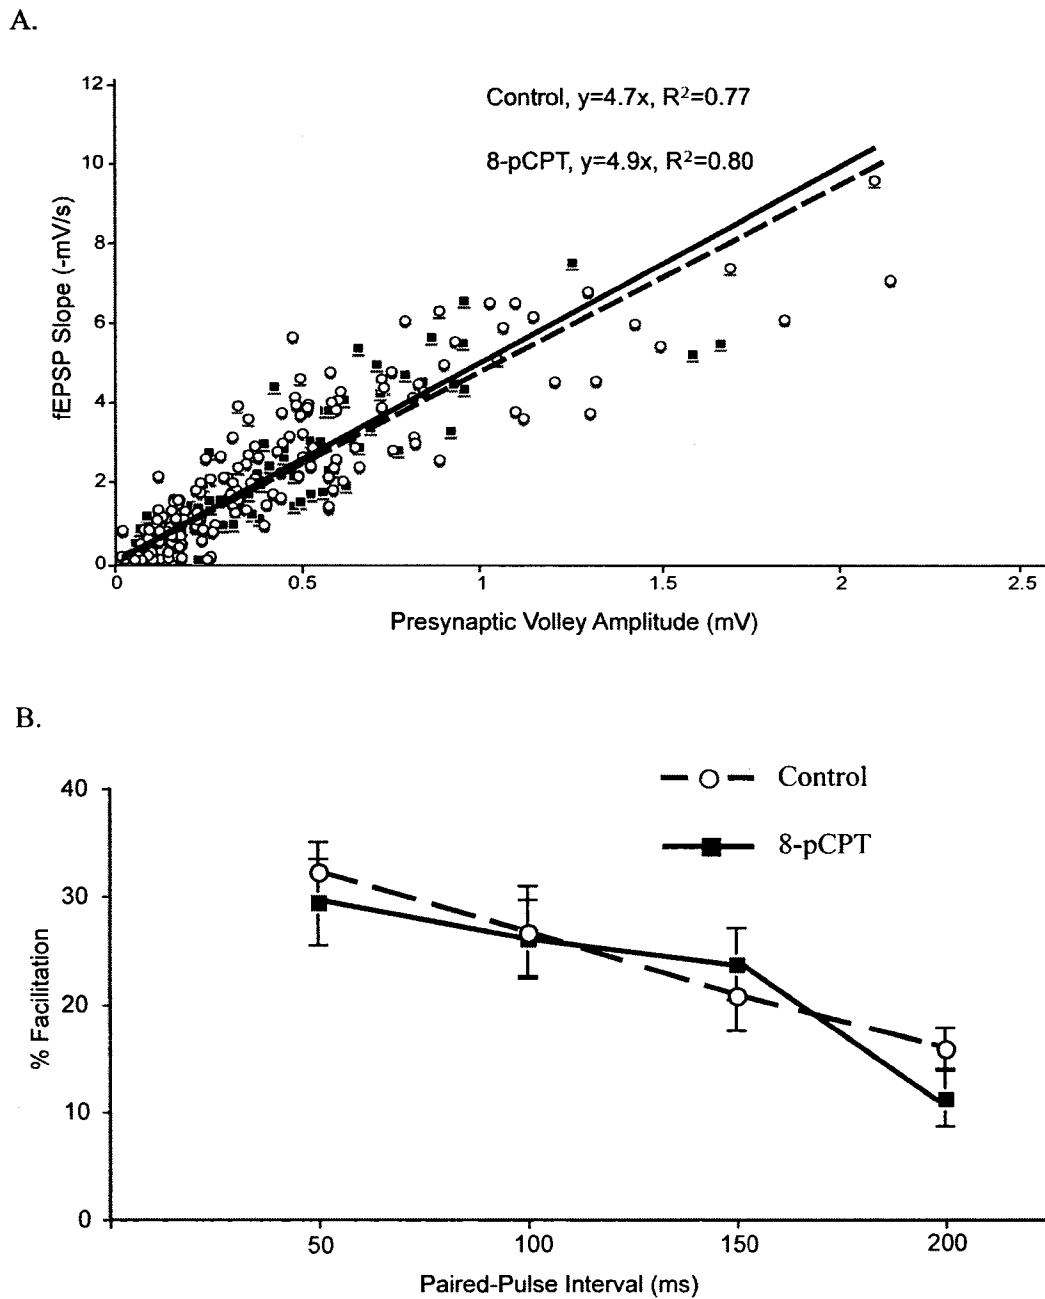 A.
12
10
8
6
4
2
0
fEPSP Slope (-mV/s)
Control, y=4.7x, R²=0.77
8-pCPT, y=4.9x, R²=0.80
0 0.5 1 1.5 2 2.5
Presynaptic Volley Amplitude (mV)
B.
40
30
20
10
0
% Facilitation
Control
8-pCPT
50 100 150 200
Paired-Pulse Interval (ms)